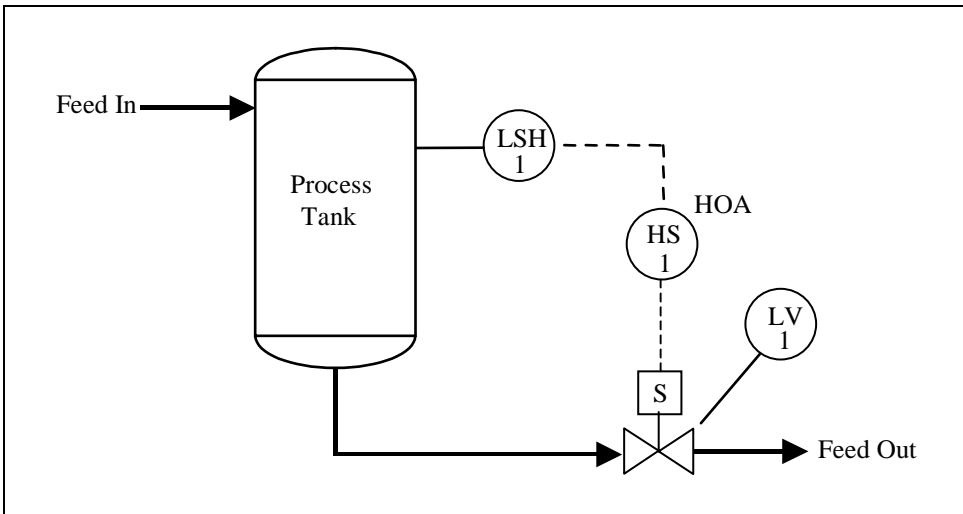 Feed In
Process
Tank
LSH
1
HOA
HS
1
LV
1
S
Feed Out